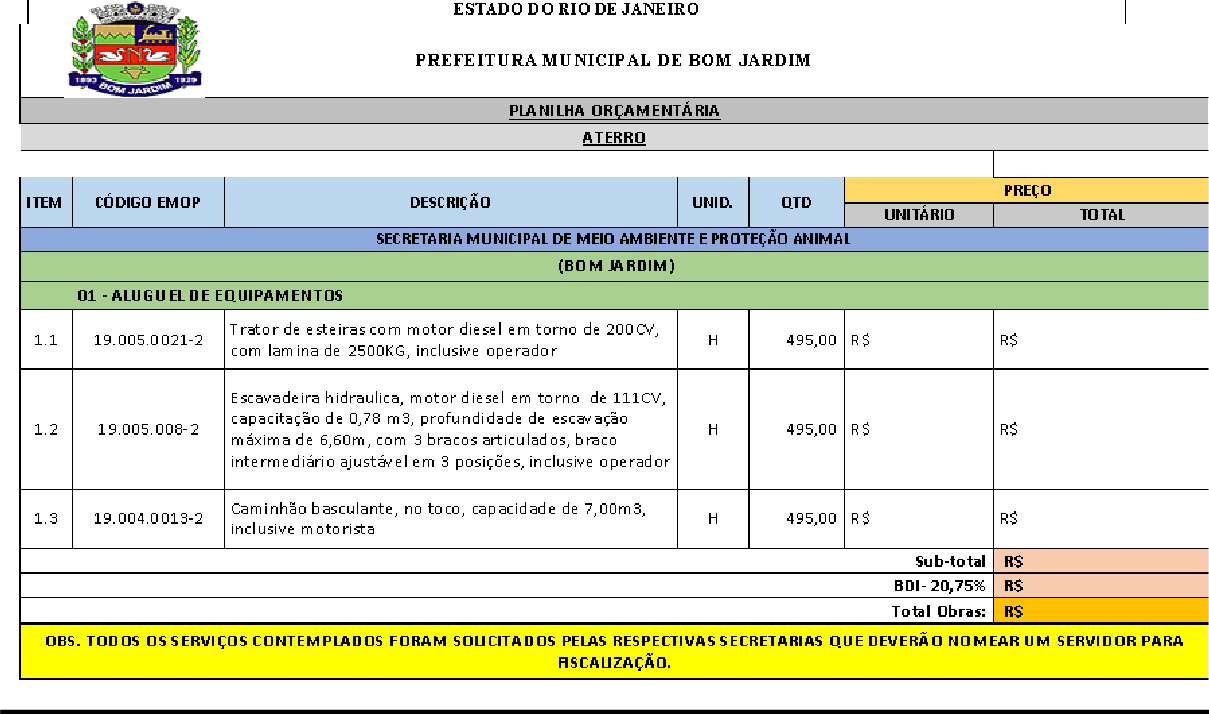 ESTADO DO RIO DE JANEIRO
PREFEITURA MUNICIPAL DE BOM JARDIM
1893 BOM JARDIM 1929
PLANILHA ORÇAMENTÁRIA
ATERRO
ITEM CÓDIGO EMOP DESCRIÇÃO UNID. QTD PREÇO
UNITÁRIO TOTAL
SECRETARIA MUNICIPAL DE MEIO AMBIENTE E PROTEÇÃO ANIMAL
(BOM JARDIM)
01 - ALUGUEL DE EQUIPAMENTOS
1.1 19.005.0021-2 Trator de esteiras com motor diesel em torno de 200CV,
com lamina de 2500KG, inclusive operador H 495,00 R$ R$
Escavadeira hidraulica, motor diesel em torno de 111CV,
capacitação de 0,78 m3, profundidade de escavação
1.2 19.005.008-2 máxima de 6,60m, com 3 bracos articulados, braco H 495,00 R$ R$
intermediário ajustável em 3 posições, inclusive operador
1.3 19.004.0013-2 Caminhão basculante, no toco, capacidade de 7,00m3,
inclusive motorista H 495,00 R$ R$
Sub-total R$
BDI- 20,75% R$
Total Obras: R$
OBS. TODOS OS SERVIÇOS CONTEMPLADOS FORAM SOLICITADOS PELAS RESPECTIVAS SECRETARIAS QUE DEVERÃO NOMEAR UM SERVIDOR PARA
FISCALIZAÇÃO.